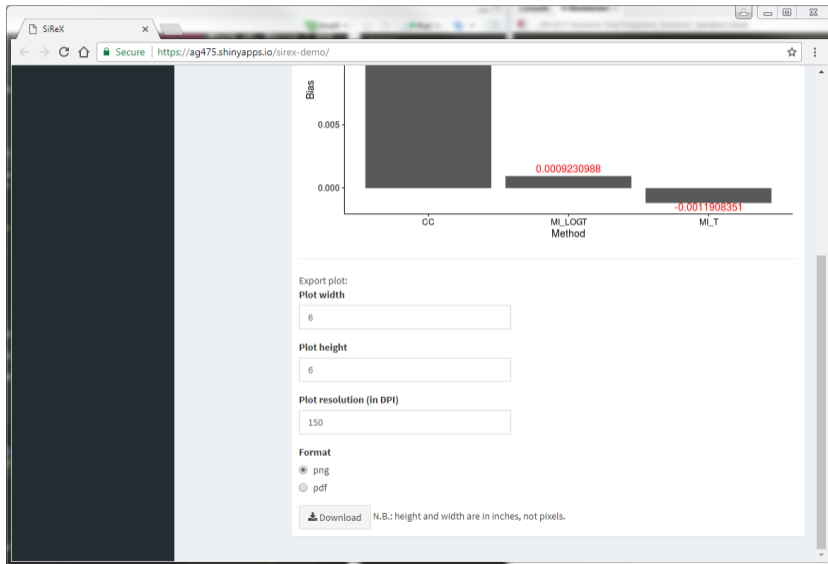 SiReX
Secure | https://ag475.shinyapps.io/sirex-demo/
Bias
0.005
0.0009230988
0.000
-0.0011908351
CC MI_LOGT MI_T
Method
Export plot:
Plot width
6
Plot height
6
Plot resolution (in DPI)
150
Format
png
pdf
Download N.B.: height and width are in inches, not pixels.